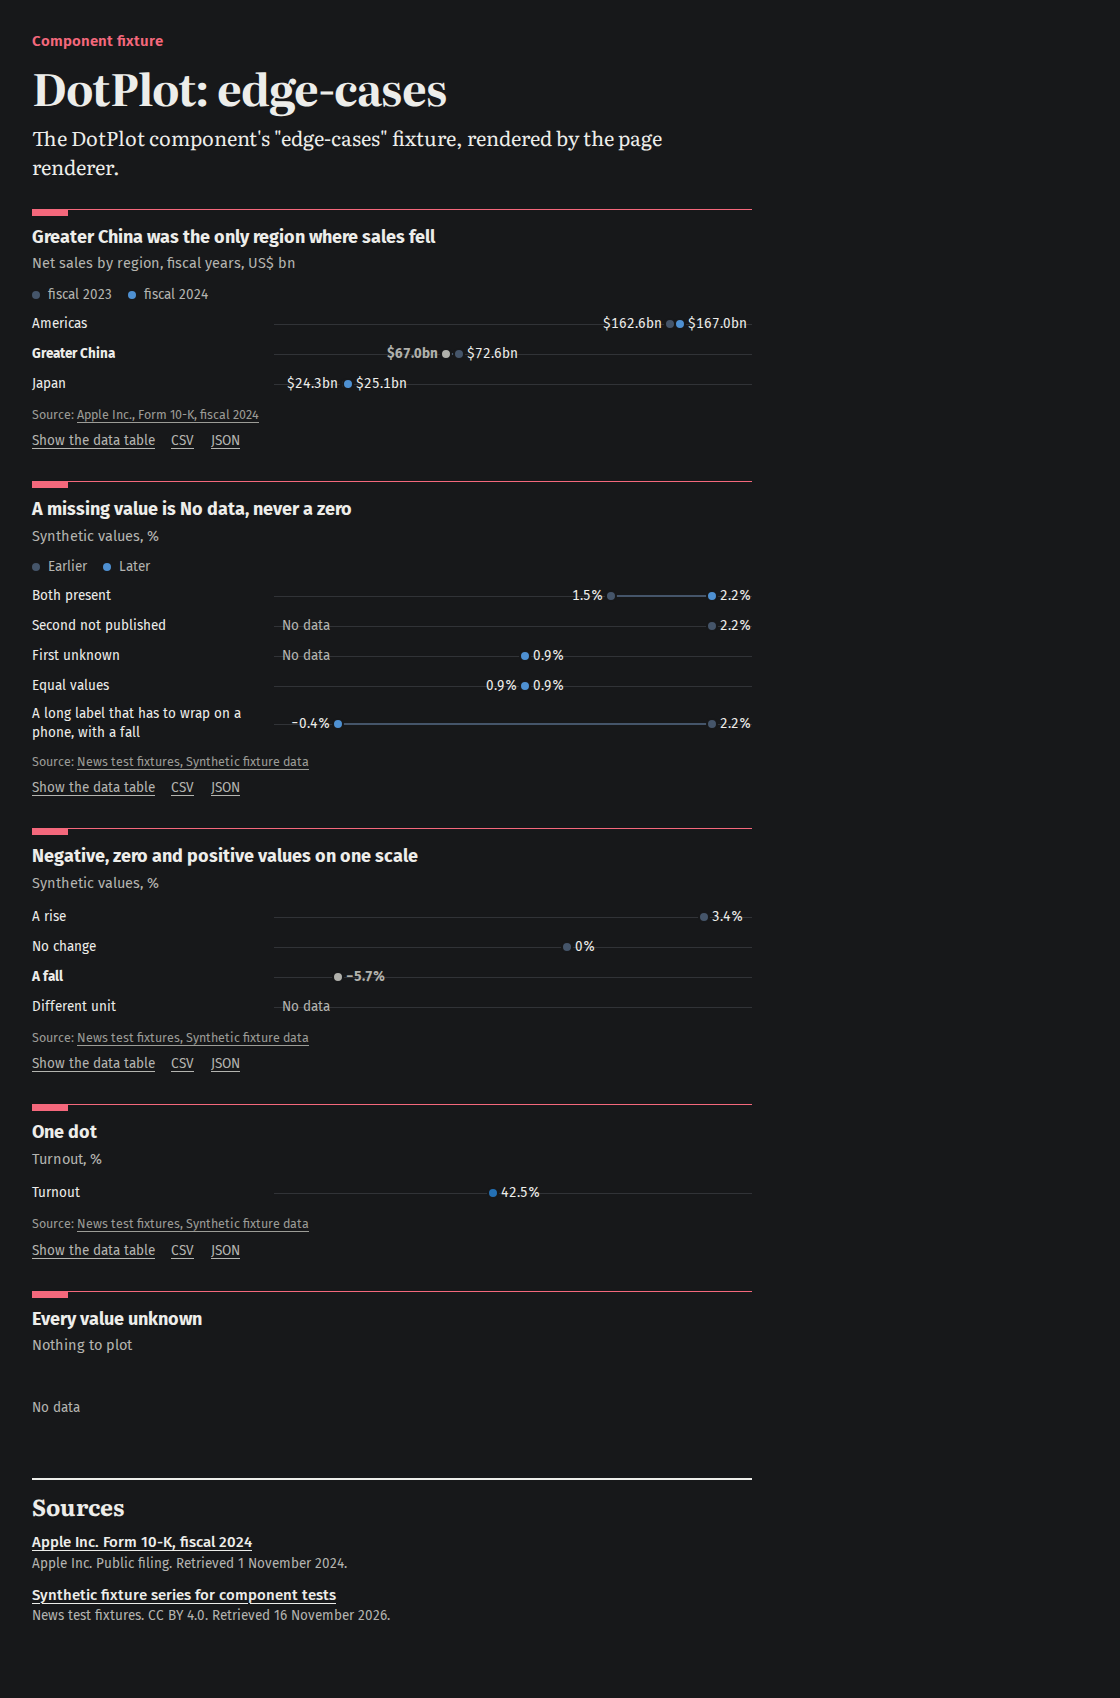 Component fixture
DotPlot: edge-cases
The DotPlot component's "edge-cases" fixture, rendered by the page
renderer.
Greater China was the only region where sales fell
Net sales by region, fiscal years, US$ bn
fiscal 2023 fiscal 2024
Americas $162.6bn $167.0bn
Greater China $67.0bn $72.6bn
Japan $24.3bn $25.1bn
Source: Apple Inc., Form 10-K, fiscal 2024
Show the data table CSV JSON
A missing value is No data, never a zero
Synthetic values, %
Earlier Later
Both present 1.5% 2.2%
Second not published No data 2.2%
First unknown No data 0.9%
Equal values 0.9% 0.9%
A long label that has to wrap on a
phone, with a fall −0.4% 2.2%
Source: News test fixtures, Synthetic fixture data
Show the data table CSV JSON
Negative, zero and positive values on one scale
Synthetic values, %
A rise 3.4%
No change 0%
A fall −5.7%
Different unit No data
Source: News test fixtures, Synthetic fixture data
Show the data table CSV JSON
One dot
Turnout, %
Turnout 42.5%
Source: News test fixtures, Synthetic fixture data
Show the data table CSV JSON
Every value unknown
Nothing to plot
No data
Sources
Apple Inc. Form 10-K, fiscal 2024
Apple Inc. Public filing. Retrieved 1 November 2024.
Synthetic fixture series for component tests
News test fixtures. CC BY 4.0. Retrieved 16 November 2026.